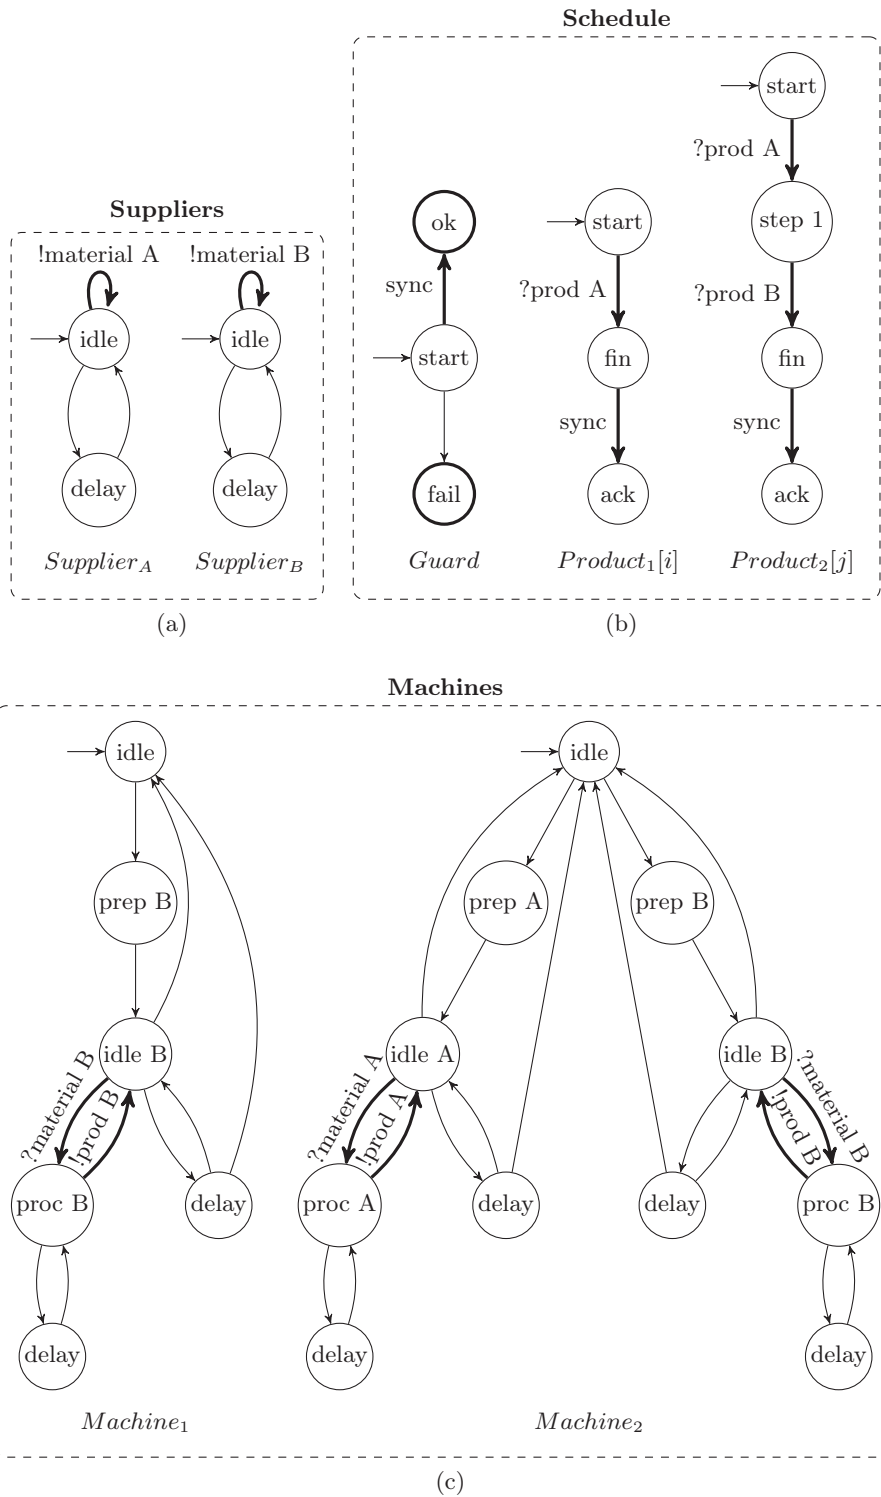 Schedule
start
?prod A
Suppliers
ok
start
step 1
!material A
!material B
sync
?prod A
?prod B
idle
idle
start
fin
fin
sync
sync
delay
delay
fail
ack
ack
Supplier_A
Supplier_B
Guard
Product_1[i]
Product_2[j]
(a)
(b)
Machines
idle
idle
prep B
prep A
prep B
idle B
idle A
idle B
?material B
!prod B
?material A
!prod A
!prod B
?material B
proc B
delay
proc A
delay
delay
proc B
delay
delay
delay
Machine_1
Machine_2
(c)